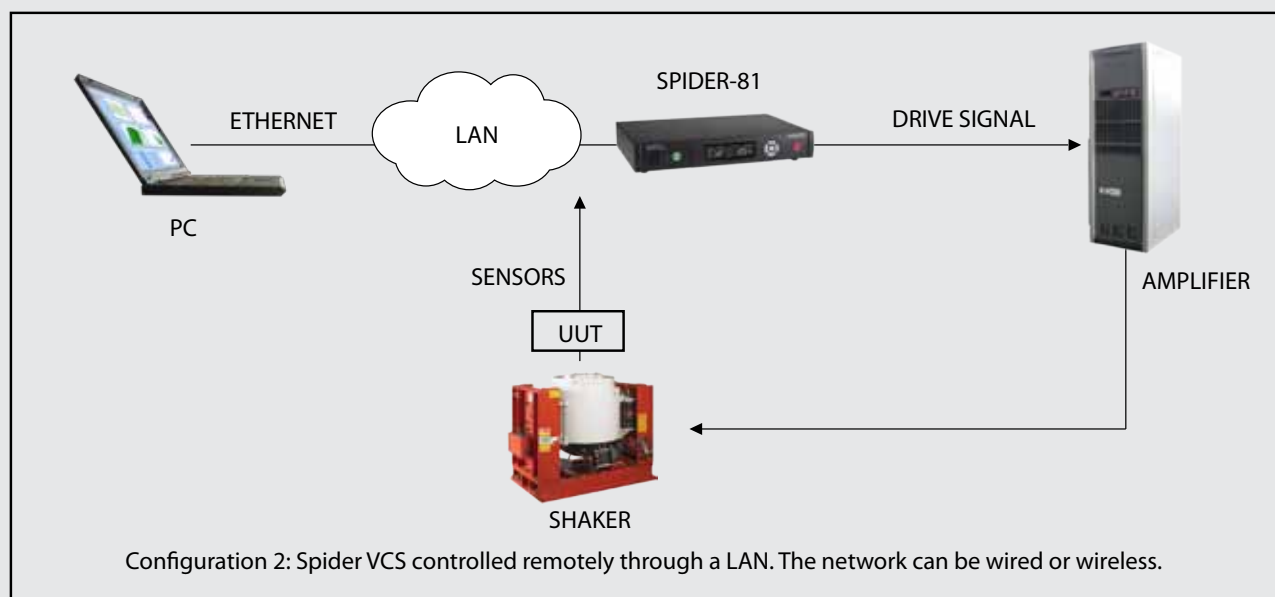 SPIDER-81
ETHERNET
LAN
DRIVE SIGNAL
PC
SENSORS
AMPLIFIER
UUT
SHAKER
Configuration 2: Spider VCS controlled remotely through a LAN. The network can be wired or wireless.